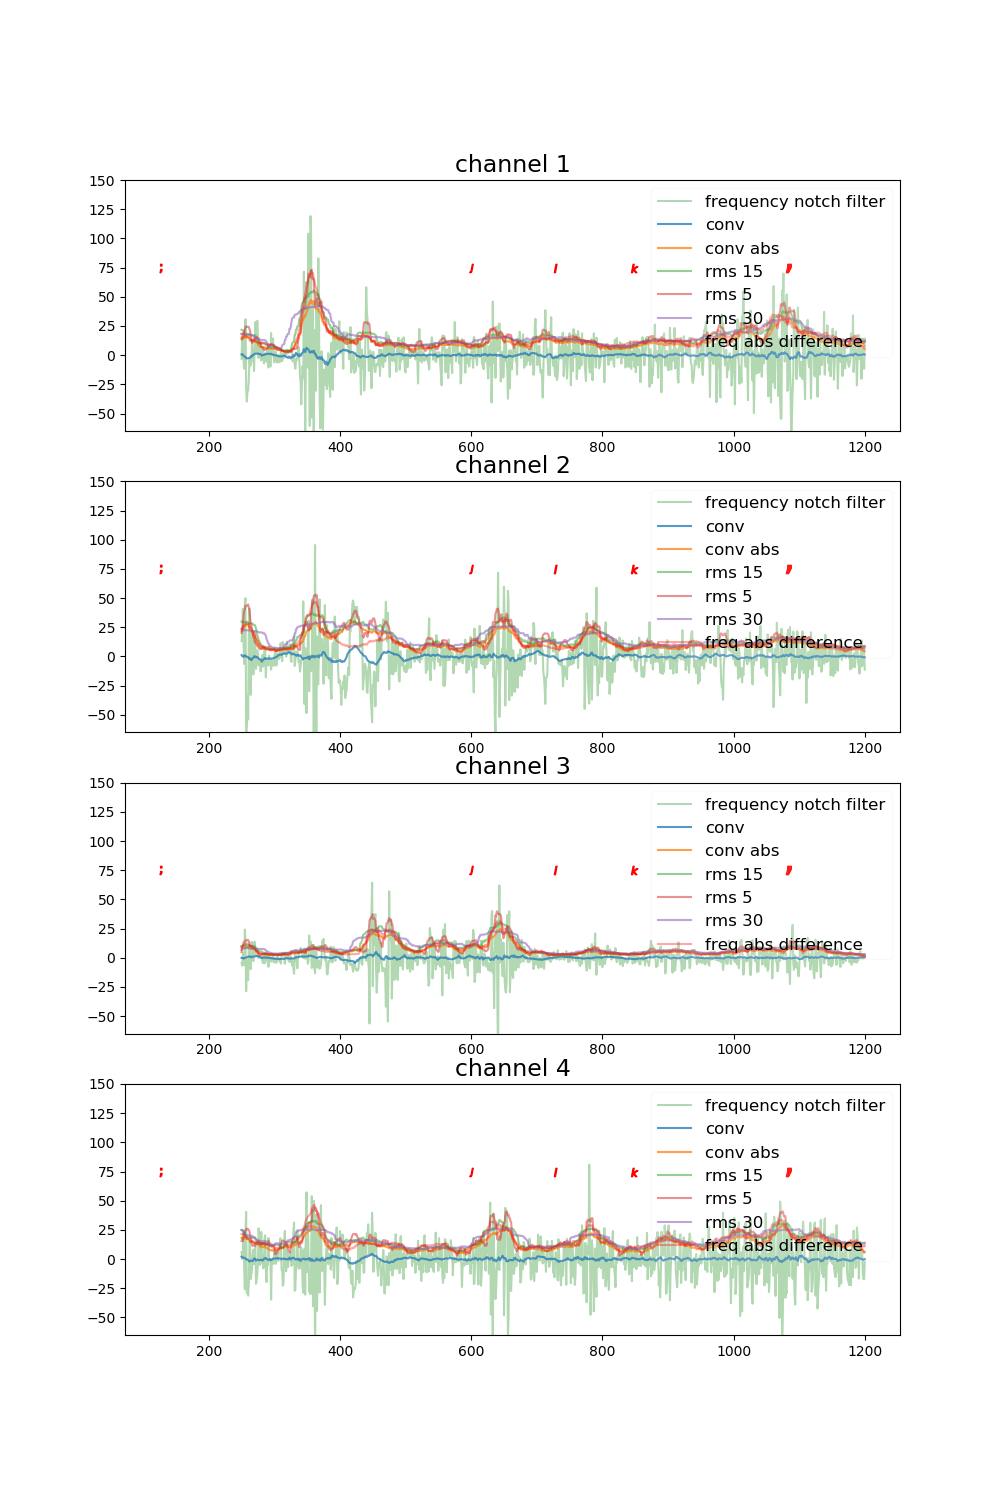 channel 1
150
125
100
75
50
25
0
−25
−50
; J l k
frequency notch filter
conv
conv abs
rms 15
rms 5
rms 30
freq abs difference
200 400 600 800 1000 1200
channel 2
150
125
100
75
50
25
0
−25
−50
; J l k
frequency notch filter
conv
conv abs
rms 15
rms 5
rms 30
freq abs difference
200 400 600 800 1000 1200
channel 3
150
125
100
75
50
25
0
−25
−50
; J l k
frequency notch filter
conv
conv abs
rms 15
rms 5
rms 30
freq abs difference
200 400 600 800 1000 1200
channel 4
150
125
100
75
50
25
0
−25
−50
; J l k
frequency notch filter
conv
conv abs
rms 15
rms 5
rms 30
freq abs difference
200 400 600 800 1000 1200